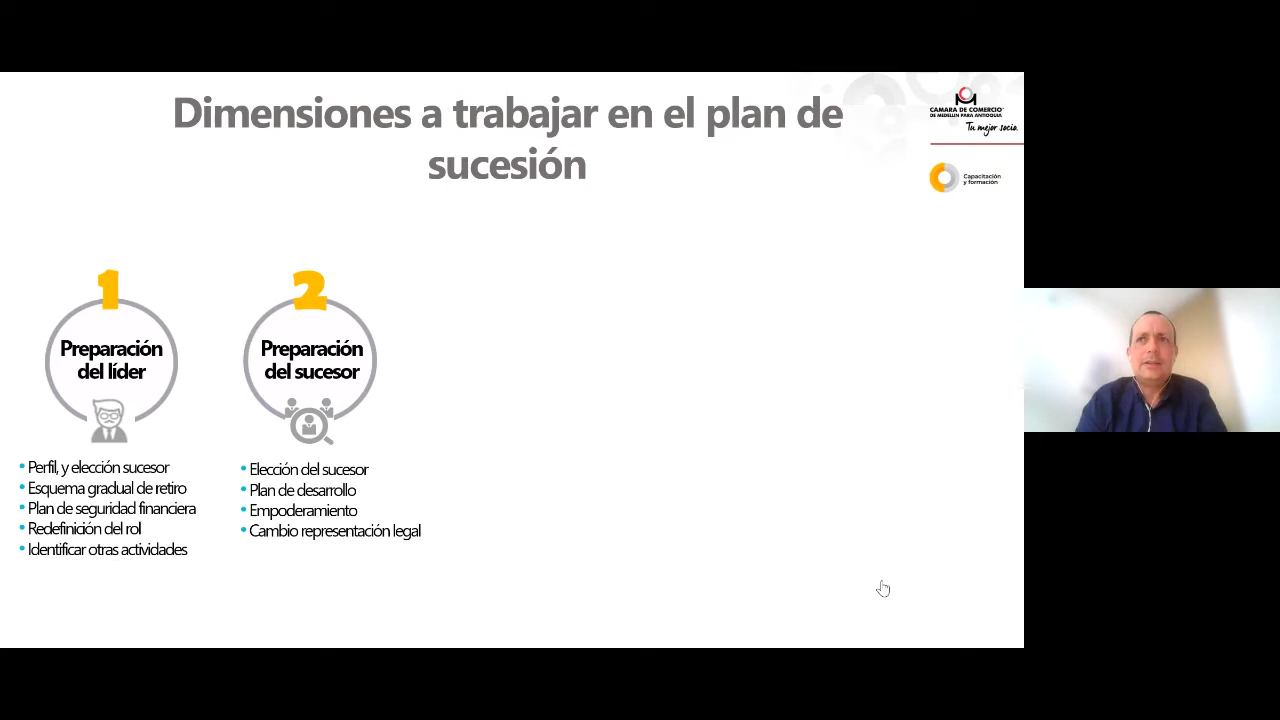 Dimensiones a trabajar en el plan de
sucesión
CAMARA DE COMERCIO
DE MEDELLIN PARA ANTIOQUIA
Tu mejor socio.
Capacitación
y formación
1
Preparación
del líder
• Perfil, y elección sucesor
• Esquema gradual de retiro
• Plan de seguridad financiera
• Redefinición del rol
• Identificar otras actividades
2
Preparación
del sucesor
• Elección del sucesor
• Plan de desarrollo
• Empoderamiento
• Cambio representación legal